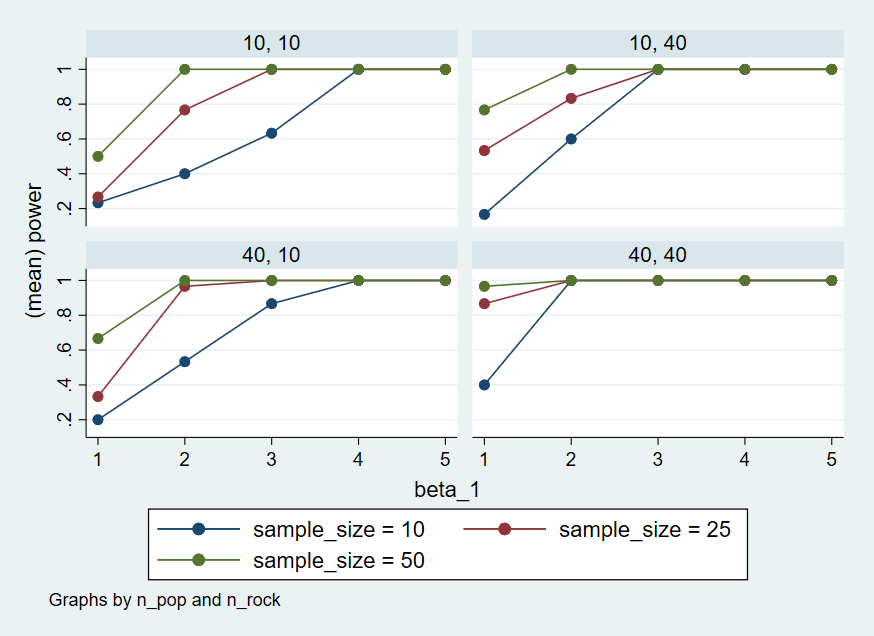 10, 10
10, 40
1
.8
.6
.4
.2
40, 10
40, 40
1
.8
.6
.4
.2
(mean) power
1 2 3 4 5
1 2 3 4 5
beta_1
sample_size = 10
sample_size = 25
sample_size = 50
Graphs by n_pop and n_rock